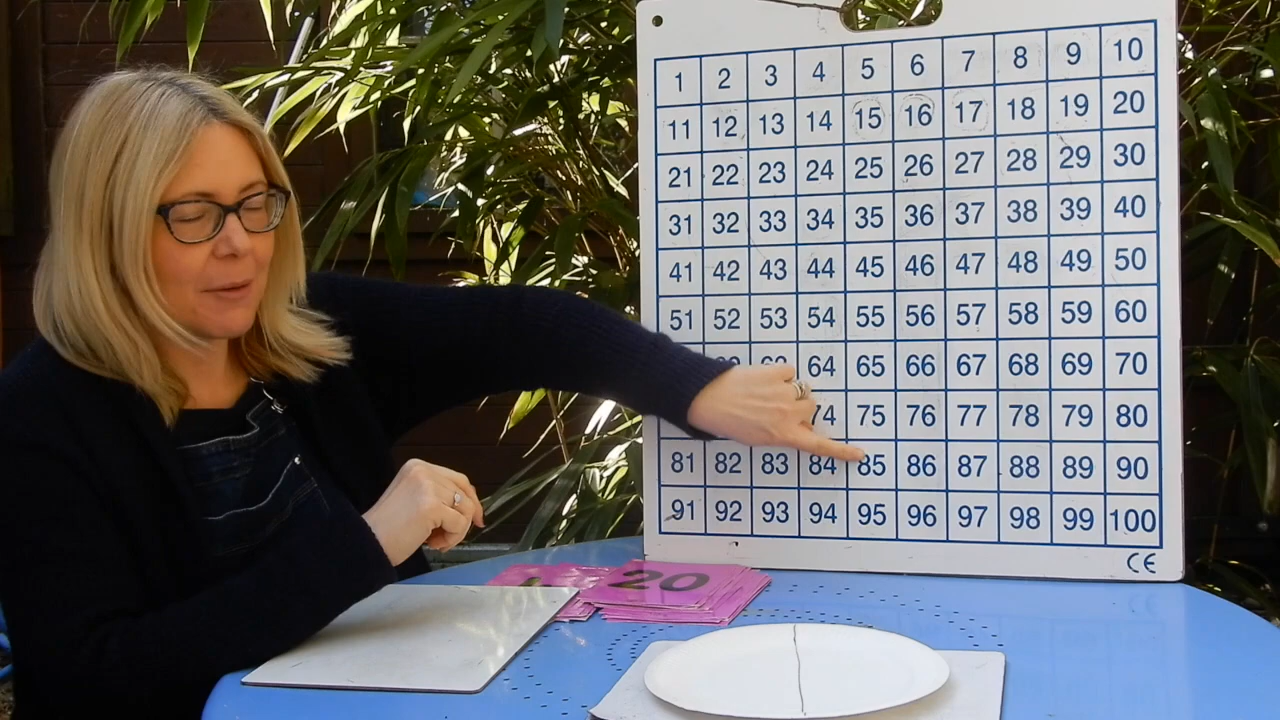 1 2 3 4 5 6 7 8 9 10
11 12 13 14 15 16 17 18 19 20
21 22 23 24 25 26 27 28 29 30
31 32 33 34 35 36 37 38 39 40
41 42 43 44 45 46 47 48 49 50
51 52 53 54 55 56 57 58 59 60
64 65 66 67 68 69 70
74 75 76 77 78 79 80
81 82 83 84 85 86 87 88 89 90
91 92 93 94 95 96 97 98 99 100
CE
20